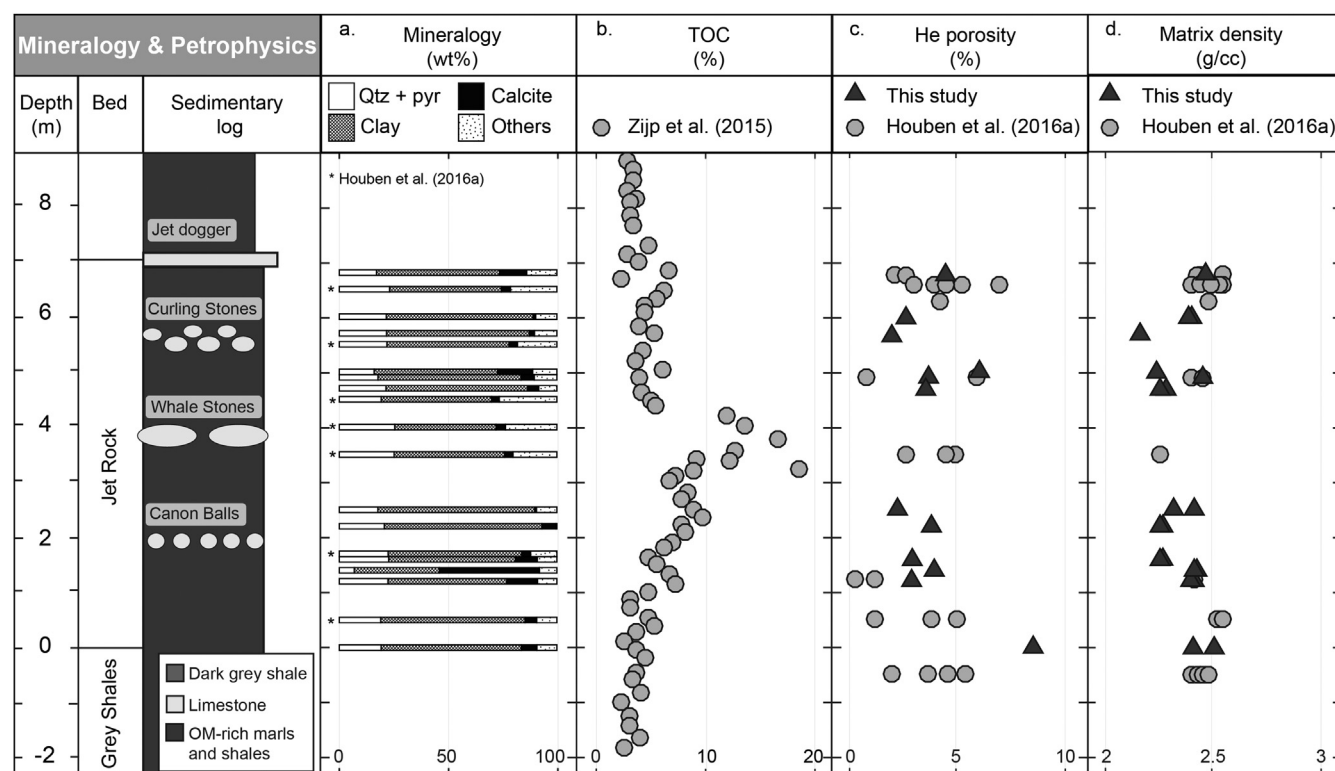 Mineralogy & Petrophysics
a. Mineralogy
(wt%)
b. TOC
(%)
c. He porosity
(%)
d. Matrix density
(g/cc)
Depth
(m)
Bed
Sedimentary
log
Qtz + pyr
Calcite
Clay
Others
Zijp et al. (2015)
This study
Houben et al. (2016a)
This study
Houben et al. (2016a)
* Houben et al. (2016a)
8
6
4
2
0
-2
Jet Rock
Grey Shales
Jet dogger
Curling Stones
Whale Stones
Canon Balls
Dark grey shale
Limestone
OM-rich marls
and shales
*
*
*
*
*
*
*
0 50 100
0 10 20
0 5 10
2 2.5 3